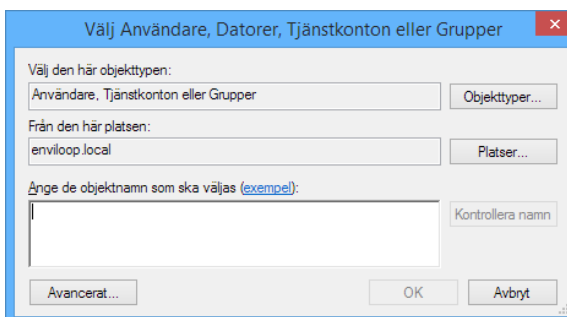 Välj Användare, Datorer, Tjänstkonton eller Grupper
Välj den här objekttypen:
Användare, Tjänstkonton eller Grupper
Objekttyper...
Från den här platsen:
enviloop.local
Platser...
Ange de objektnamn som ska väljas (exempel):
Kontrollera namn
Avancerat...
OK
Avbryt